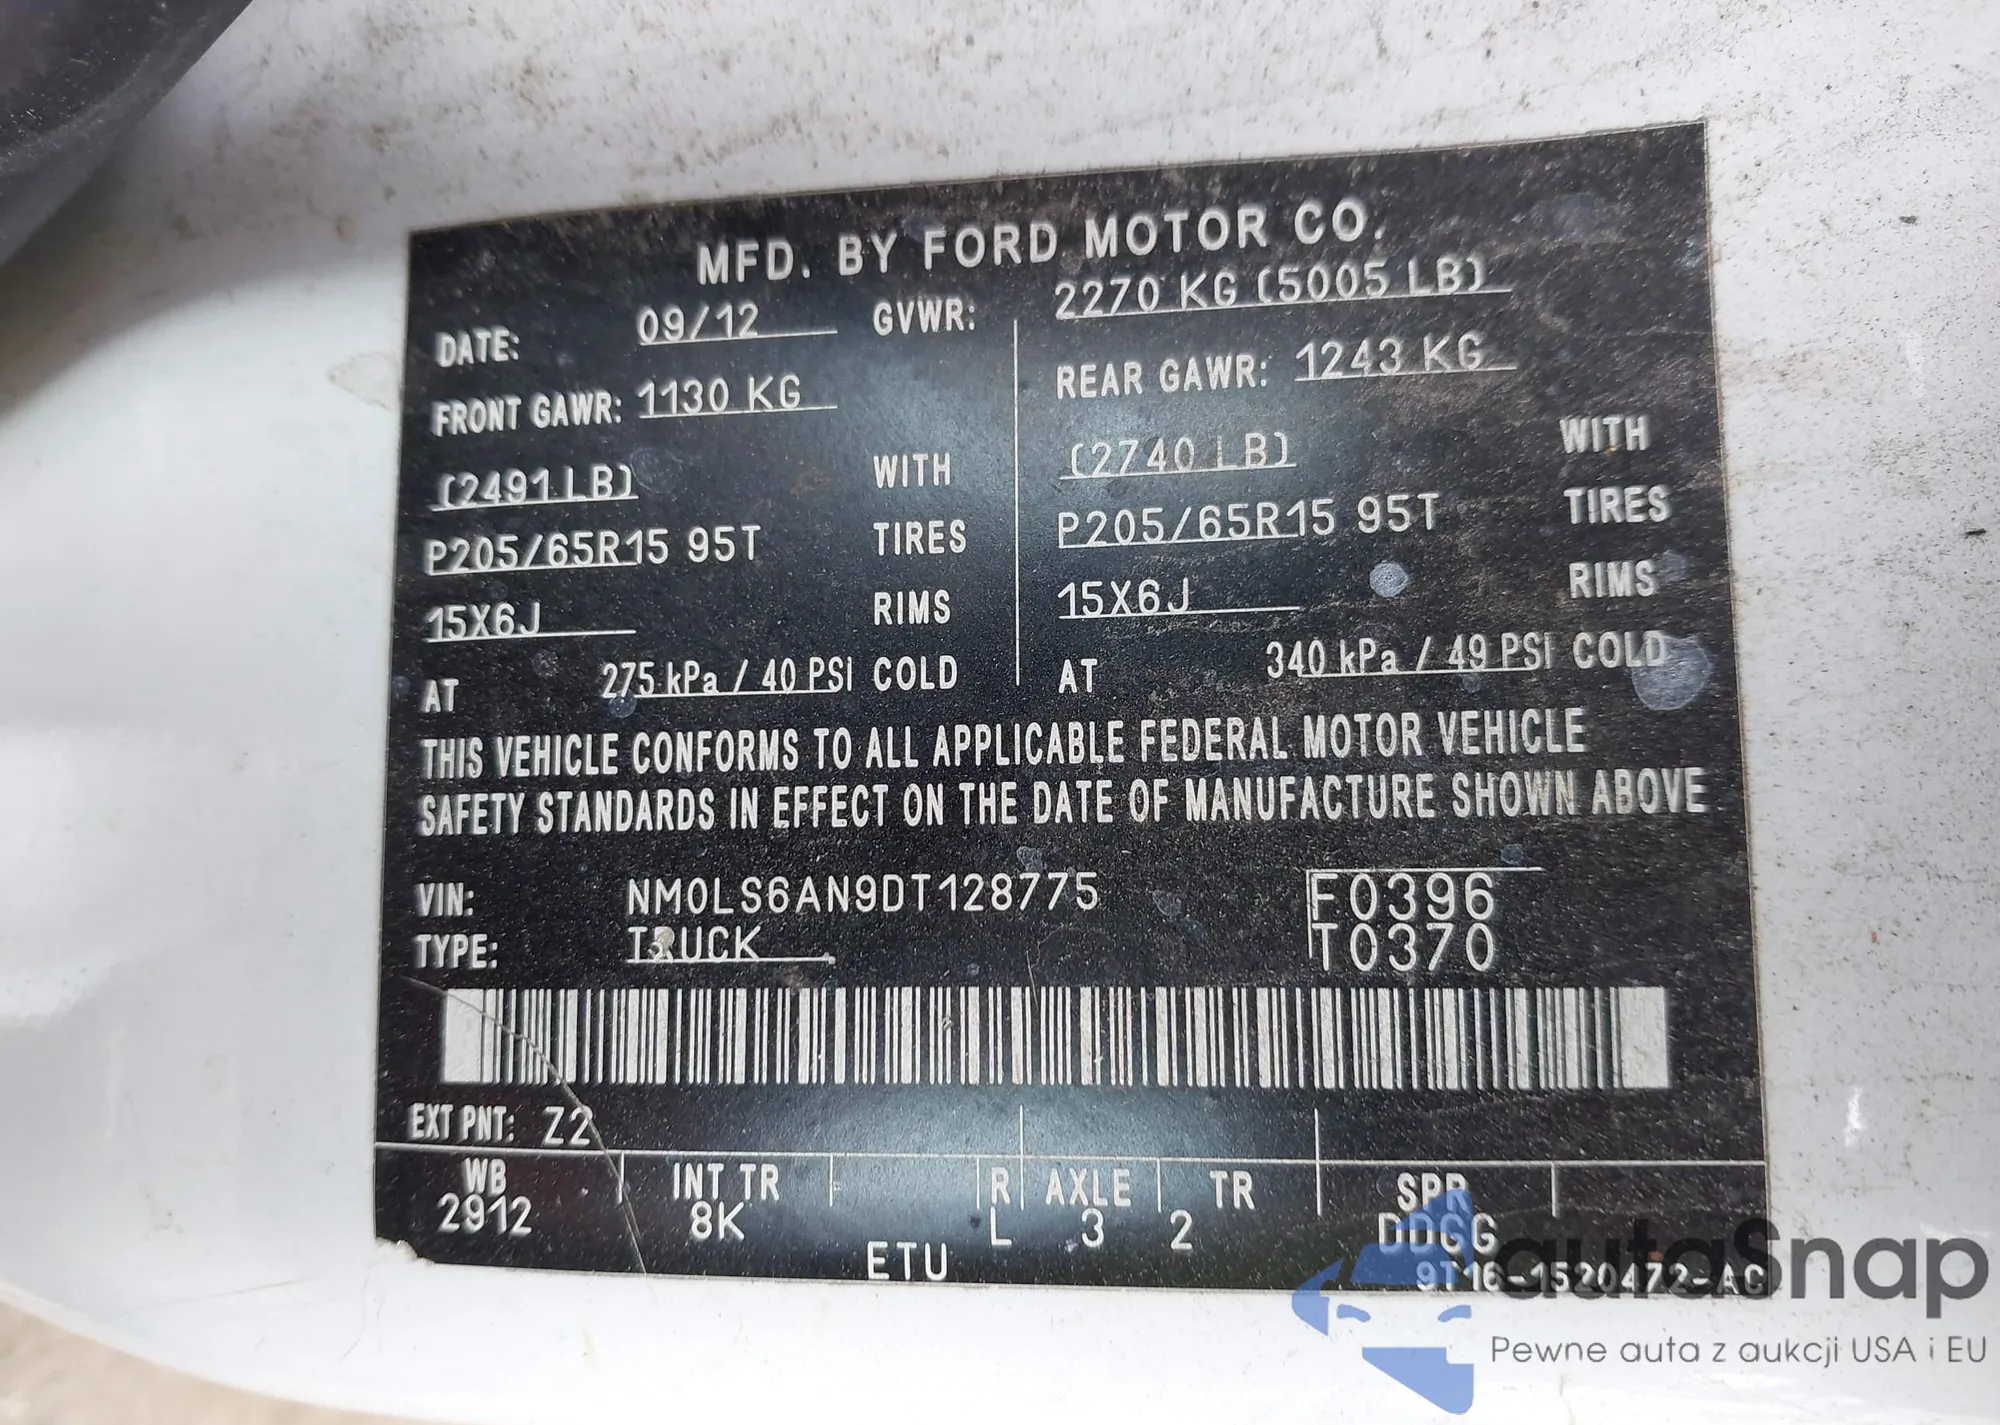 MFD. BY FORD MOTOR CO.
DATE: 09/12 GVWR: 2270 KG (5005 LB)
FRONT GAWR: 1130 KG REAR GAWR: 1243 KG
(2491 LB) WITH (2740 LB) WITH
P205/65R15 95T TIRES P205/65R15 95T TIRES
15X6J RIMS 15X6J RIMS
AT 275 kPa / 40 PSI COLD AT 340 kPa / 49 PSI COLD
THIS VEHICLE CONFORMS TO ALL APPLICABLE FEDERAL MOTOR VEHICLE
SAFETY STANDARDS IN EFFECT ON THE DATE OF MANUFACTURE SHOWN ABOVE
VIN: NM0LS6AN9DT128775 F0396
TYPE: TRUCK T0370
EXT PNT: Z2
WB INT TR R AXLE TR SPR
2912 8K L 3 2 DDGG
ETU 9T16-1520472-AC
autaSnap
Pewne auta z aukcji USA i EU